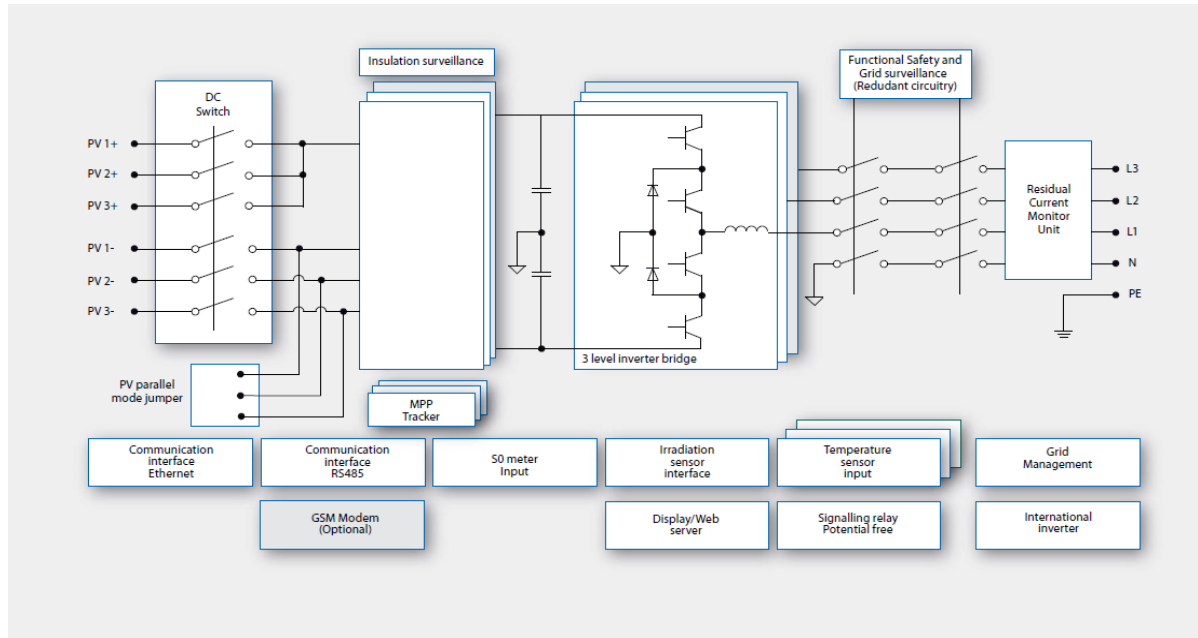 Insulation surveillance
Functional Safety and
Grid surveillance
(Redudant circuitry)
DC
Switch
PV 1+
PV 2+
PV 3+
PV 1-
PV 2-
PV 3-
L3
L2
L1
N
PE
Residual
Current
Monitor
Unit
3 level inverter bridge
PV parallel
mode jumper
MPP
Tracker
Communication
interface
Ethernet
Communication
interface
RS485
S0 meter
Input
Irradiation
sensor
interface
Temperature
sensor
input
Grid
Management
GSM Modem
(Optional)
Display/Web
server
Signalling relay
Potential free
International
inverter